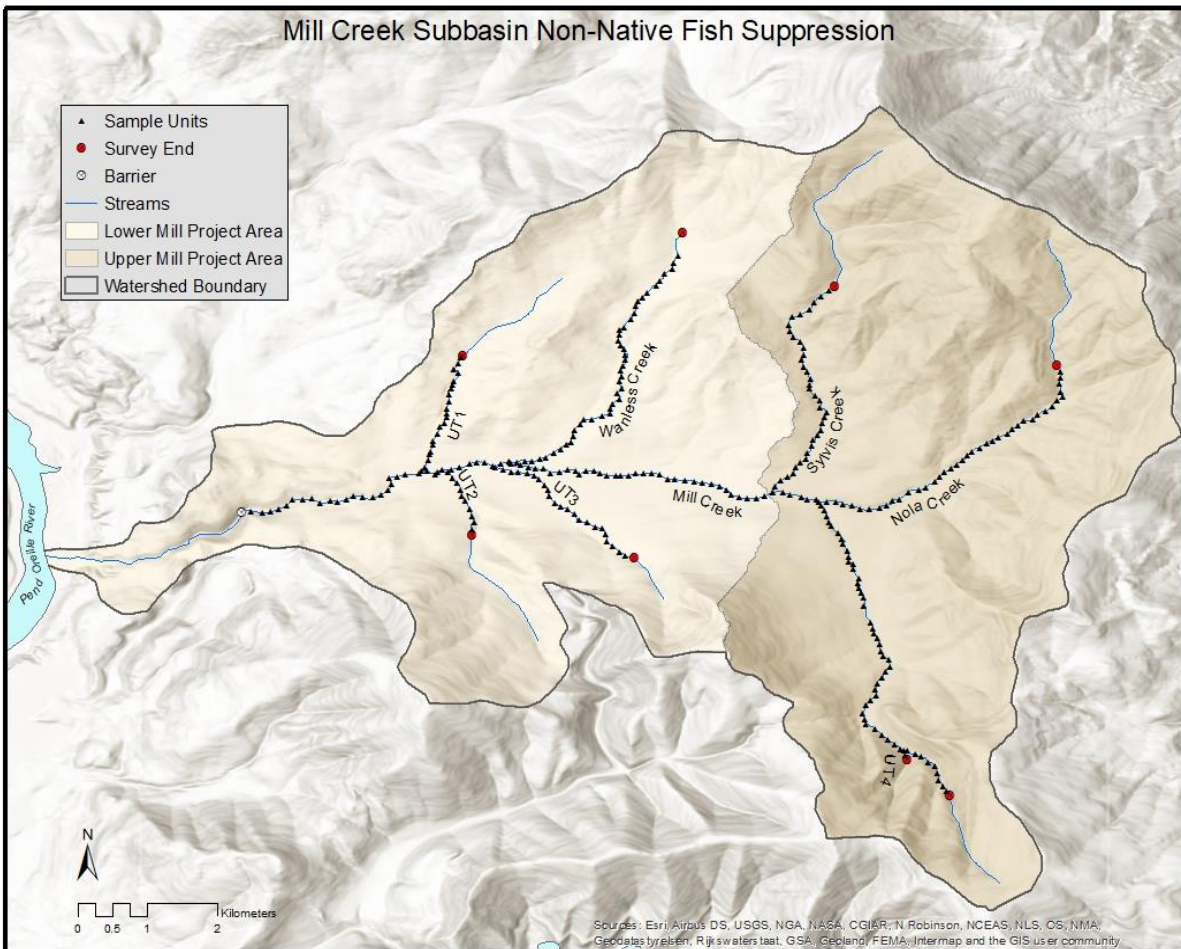 Mill Creek Subbasin Non-Native Fish Suppression
Sample Units
Survey End
Barrier
Streams
Lower Mill Project Area
Upper Mill Project Area
Watershed Boundary
UT1
Wanless Creek
Sylvis Creek
UT2
UT3
Mill Creek
Nola Creek
Pend Oreille River
UT4
N
Kilometers
0 0.5 1 2
Sources: Esri, Airbus DS, USGS, NGA, NASA, CGIAR, N Robinson, NCEAS, NLS, OS, NMA,
Geodatastyrelsen, Rijkswaterstaat, GSA, Geoland, FEMA, Intermap and the GIS user community